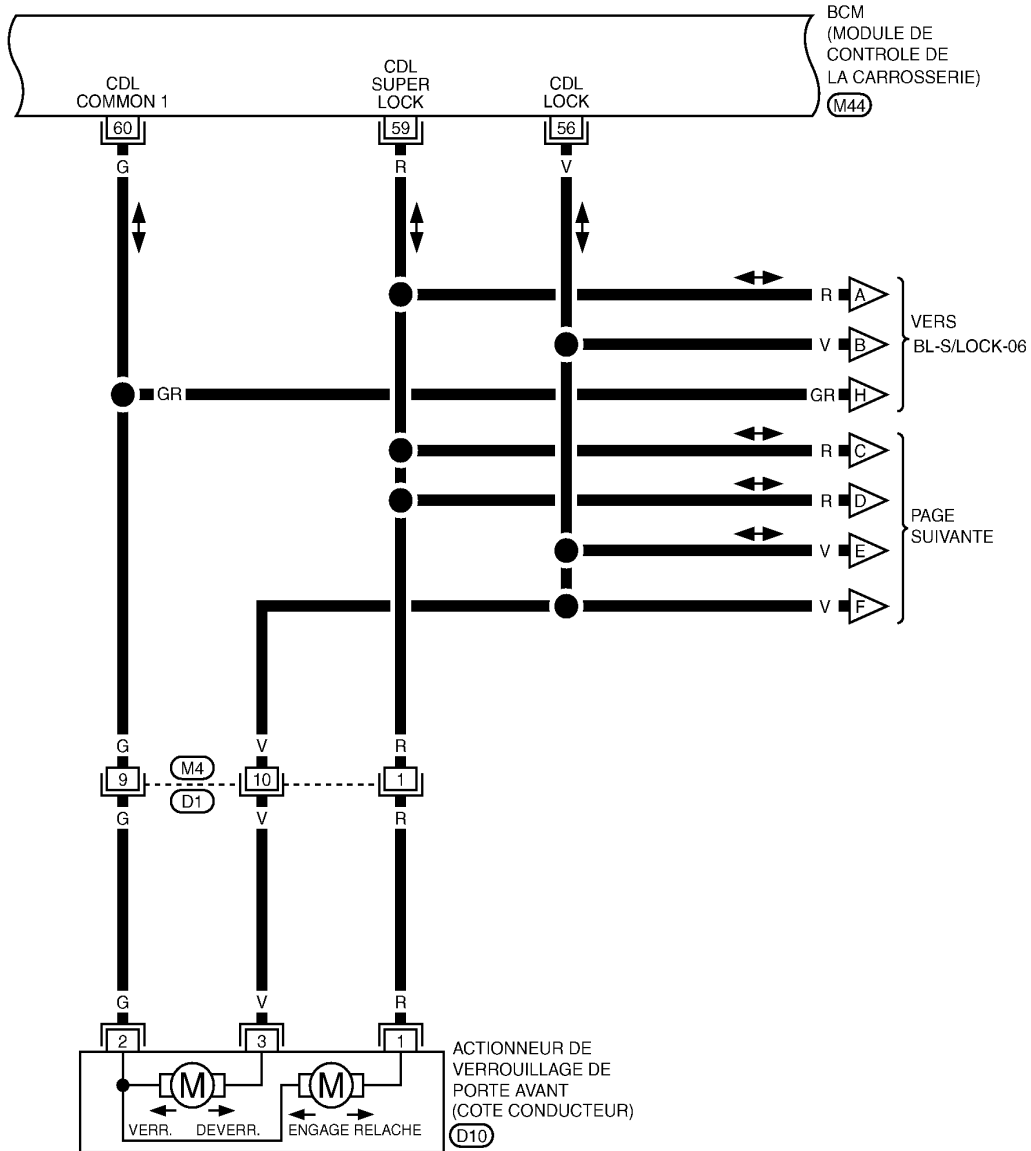 BCM
(MODULE DE
CONTROLE DE
LA CARROSSERIE)
M44
CDL
COMMON 1
CDL
SUPER
LOCK
CDL
LOCK
60
59
56
G
R
V
R
A
V
B
GR
GR
H
VERS
BL-S/LOCK-06
R
C
R
D
V
E
V
F
PAGE
SUIVANTE
G
V
R
9
M4
10
1
D1
G
V
R
G
V
R
2
3
1
M
M
VERR.
DEVERR.
ENGAGE
RELACHE
ACTIONNEUR DE
VERROUILLAGE DE
PORTE AVANT
(COTE CONDUCTEUR)
D10